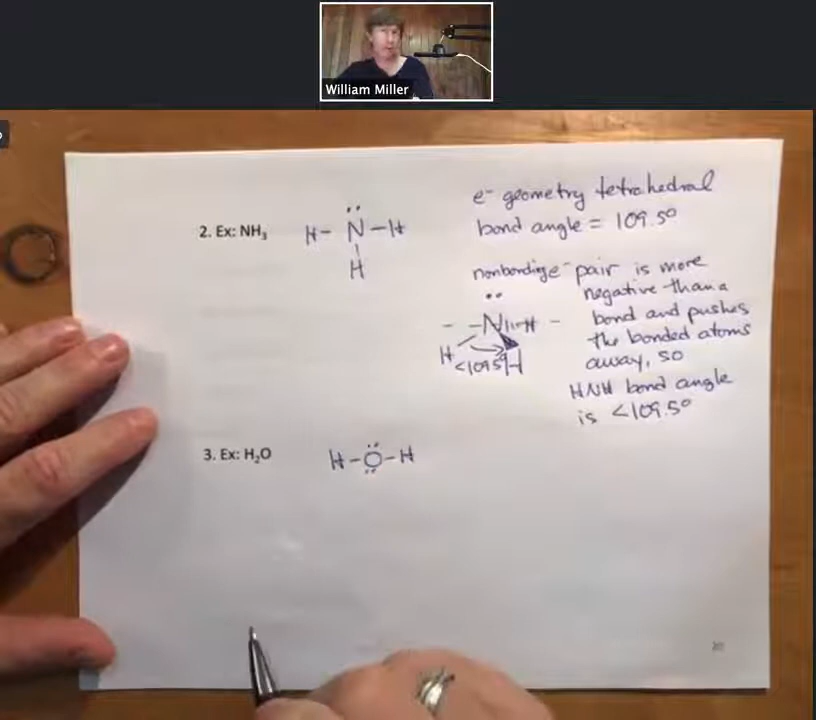 William Miller
2. Ex: NH₃
H–N̈–H
|
H
e⁻ geometry tetrahedral
bond angle = 109.5°
nonbonding e⁻ pair is more
negative than a
bond and pushes
the bonded atoms
away, so
HNH bond angle
is <109.5°
N H
H H
<109.5°
3. Ex: H₂O
H–Ö–H